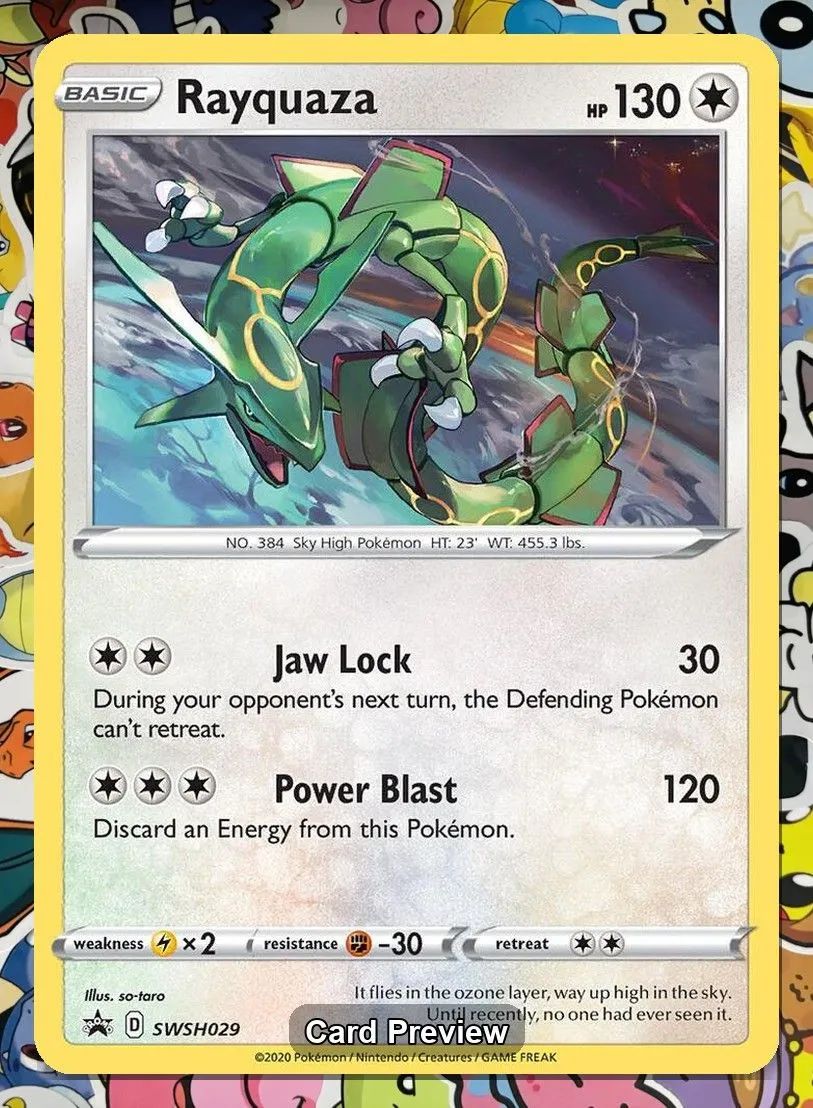 BASIC Rayquaza HP 130
NO. 384 Sky High Pokémon HT: 23' WT: 455.3 lbs.
Jaw Lock 30
During your opponent's next turn, the Defending Pokémon
can't retreat.
Power Blast 120
Discard an Energy from this Pokémon.
weakness ×2 resistance -30 retreat
Illus. so-taro
It flies in the ozone layer, way up high in the sky.
Until recently, no one had ever seen it.
D SWSH029
Card Preview
©2020 Pokémon / Nintendo / Creatures / GAME FREAK